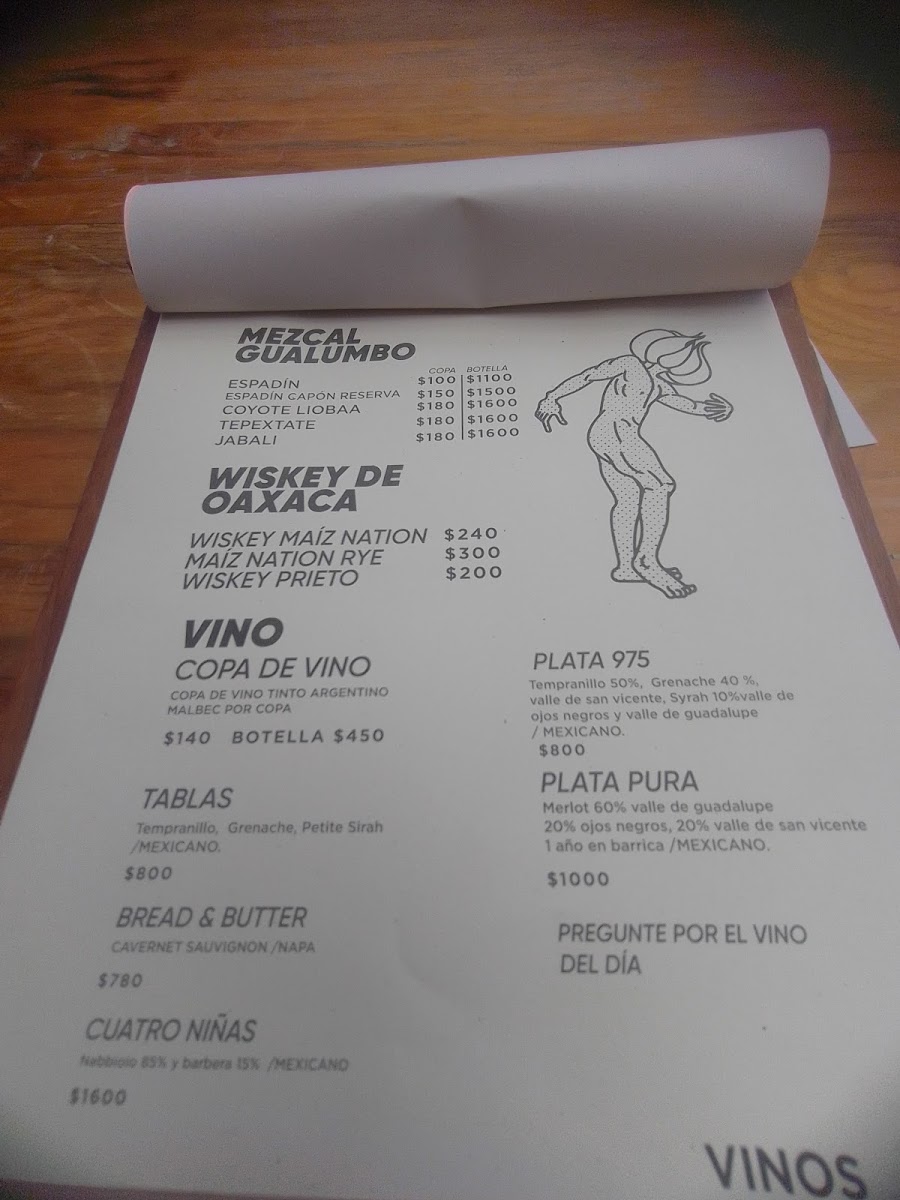 MEZCAL
GUALUMBO
COPA BOTELLA
ESPADÍN $100 $1100
ESPADÍN CAPÓN RESERVA $150 $1500
COYOTE LIOBAA $180 $1600
TEPEXTATE $180 $1600
JABALI $180 $1600
WISKEY DE
OAXACA
WISKEY MAÍZ NATION $240
MAÍZ NATION RYE $300
WISKEY PRIETO $200
VINO
COPA DE VINO
COPA DE VINO TINTO ARGENTINO
MALBEC POR COPA
$140 BOTELLA $450
TABLAS
Tempranillo, Grenache, Petite Sirah
/MEXICANO.
$800
BREAD & BUTTER
CAVERNET SAUVIGNON /NAPA
$780
CUATRO NIÑAS
Nebbiolo 85% y barbera 15% /MEXICANO
$1600
PLATA 975
Tempranillo 50%, Grenache 40 %,
valle de san vicente, Syrah 10%valle de
ojos negros y valle de guadalupe
/ MEXICANO.
$800
PLATA PURA
Merlot 60% valle de guadalupe
20% ojos negros, 20% valle de san vicente
1 año en barrica /MEXICANO.
$1000
PREGUNTE POR EL VINO
DEL DÍA
VINOS